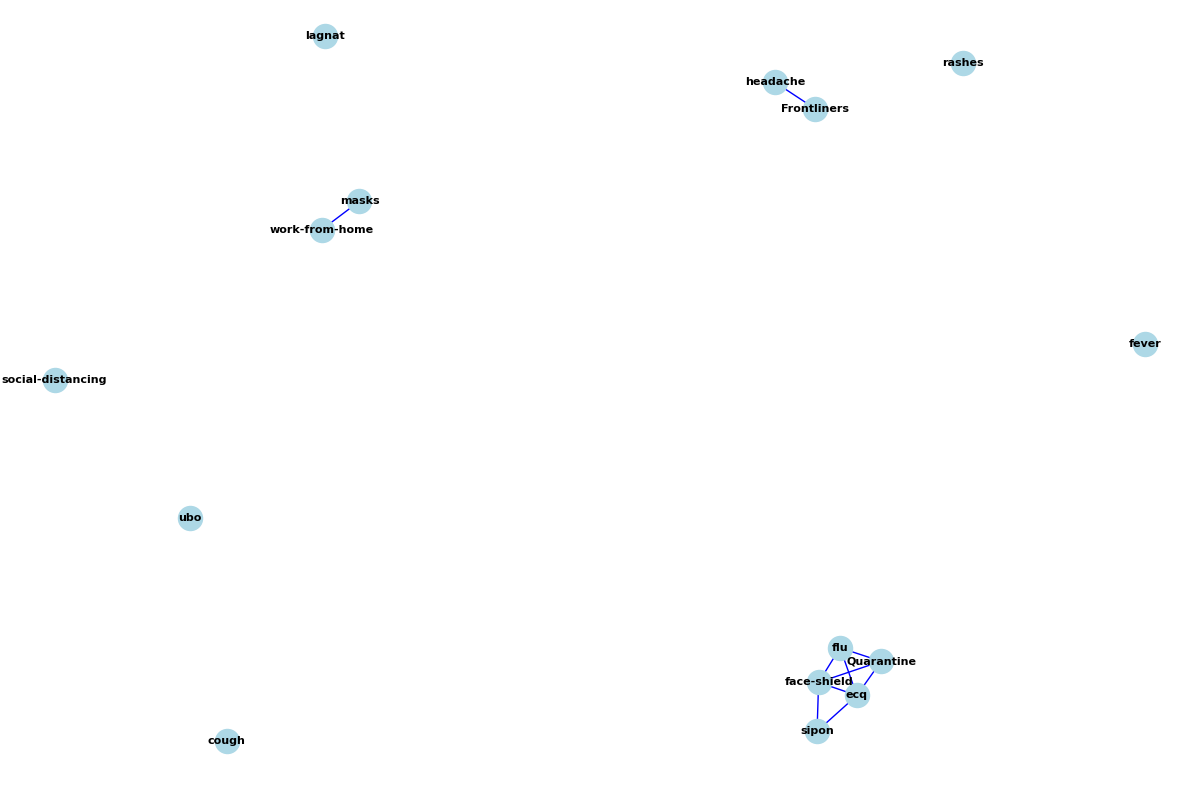 lagnat
rashes
headache
Frontliners
masks
work-from-home
fever
social-distancing
ubo
flu
Quarantine
face-shield
ecq
sipon
cough